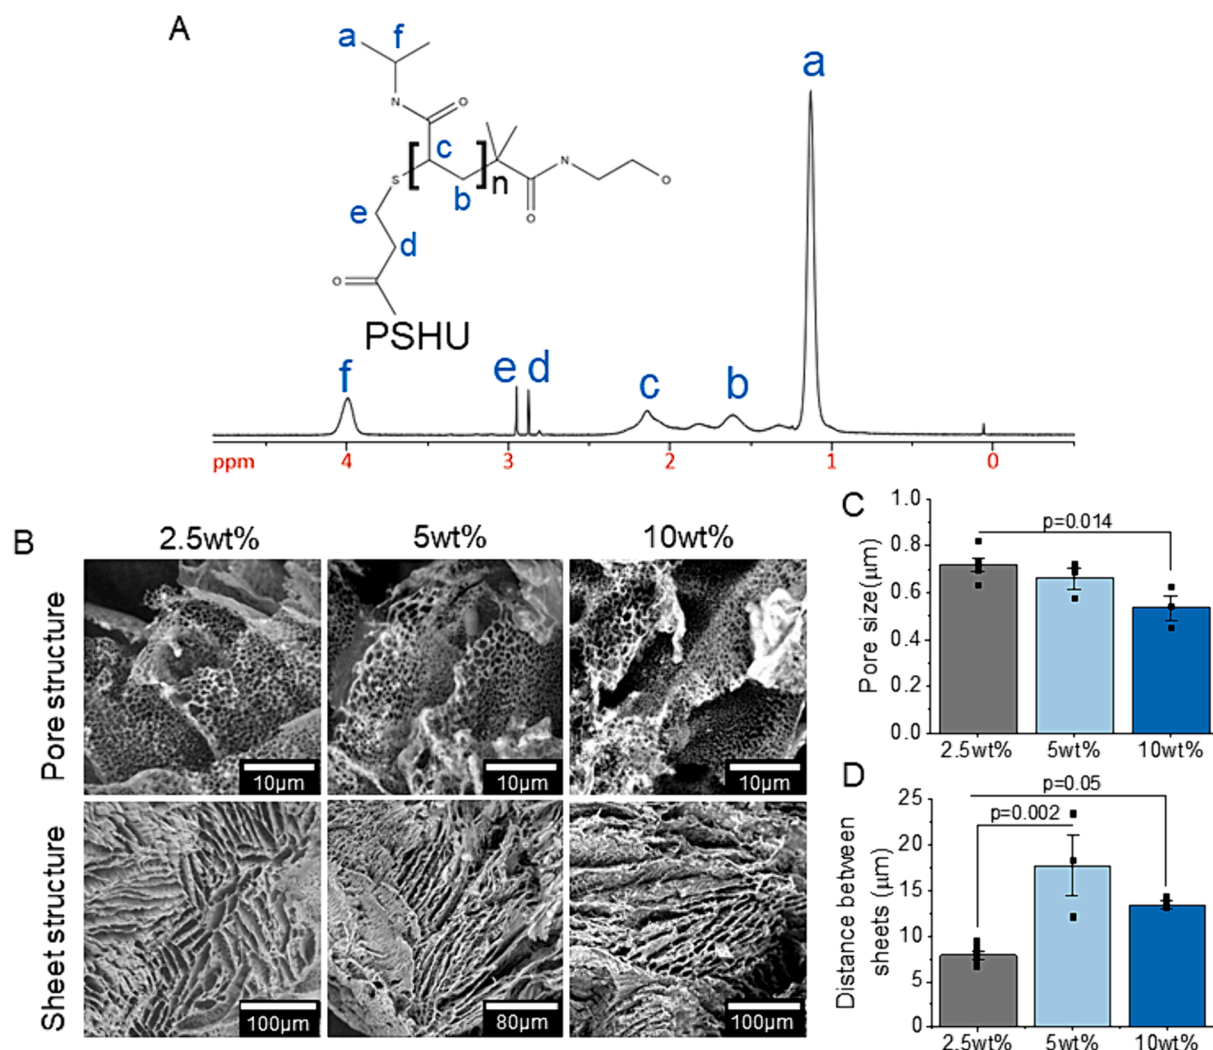 A
a f
a
N
O
[ c ] n
N
S
b
O
O
e
d
O
PSHU
f
e d
c
b
ppm 4 3 2 1 0
B
2.5wt% 5wt% 10wt%
Pore structure
10μm 10μm 10μm
Sheet structure
100μm 80μm 100μm
C
1.0
p=0.014
0.8
0.6
0.4
0.2
0.0
Pore size(μm)
2.5wt% 5wt% 10wt%
D
p=0.05
25
p=0.002
20
15
10
5
0
Distance between
sheets (μm)
2.5wt% 5wt% 10wt%